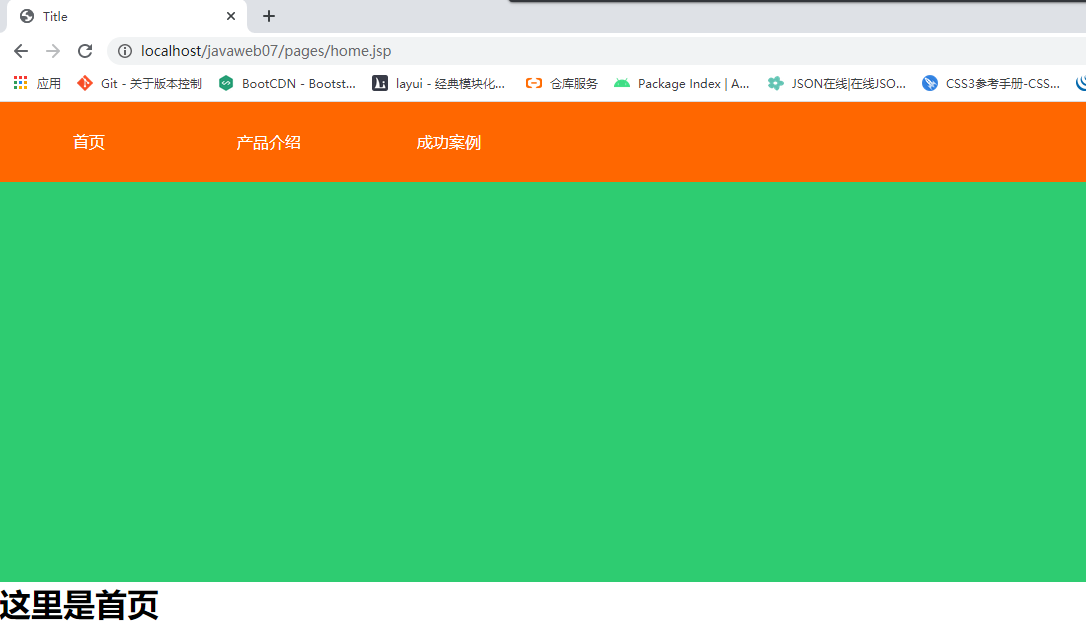 Title
localhost/javaweb07/pages/home.jsp
应用 Git - 关于版本控制 BootCDN - Bootst... layui - 经典模块化... 仓库服务 Package Index | A... JSON在线|在线JSO... CSS3参考手册-CSS...
首页 产品介绍 成功案例
这里是首页